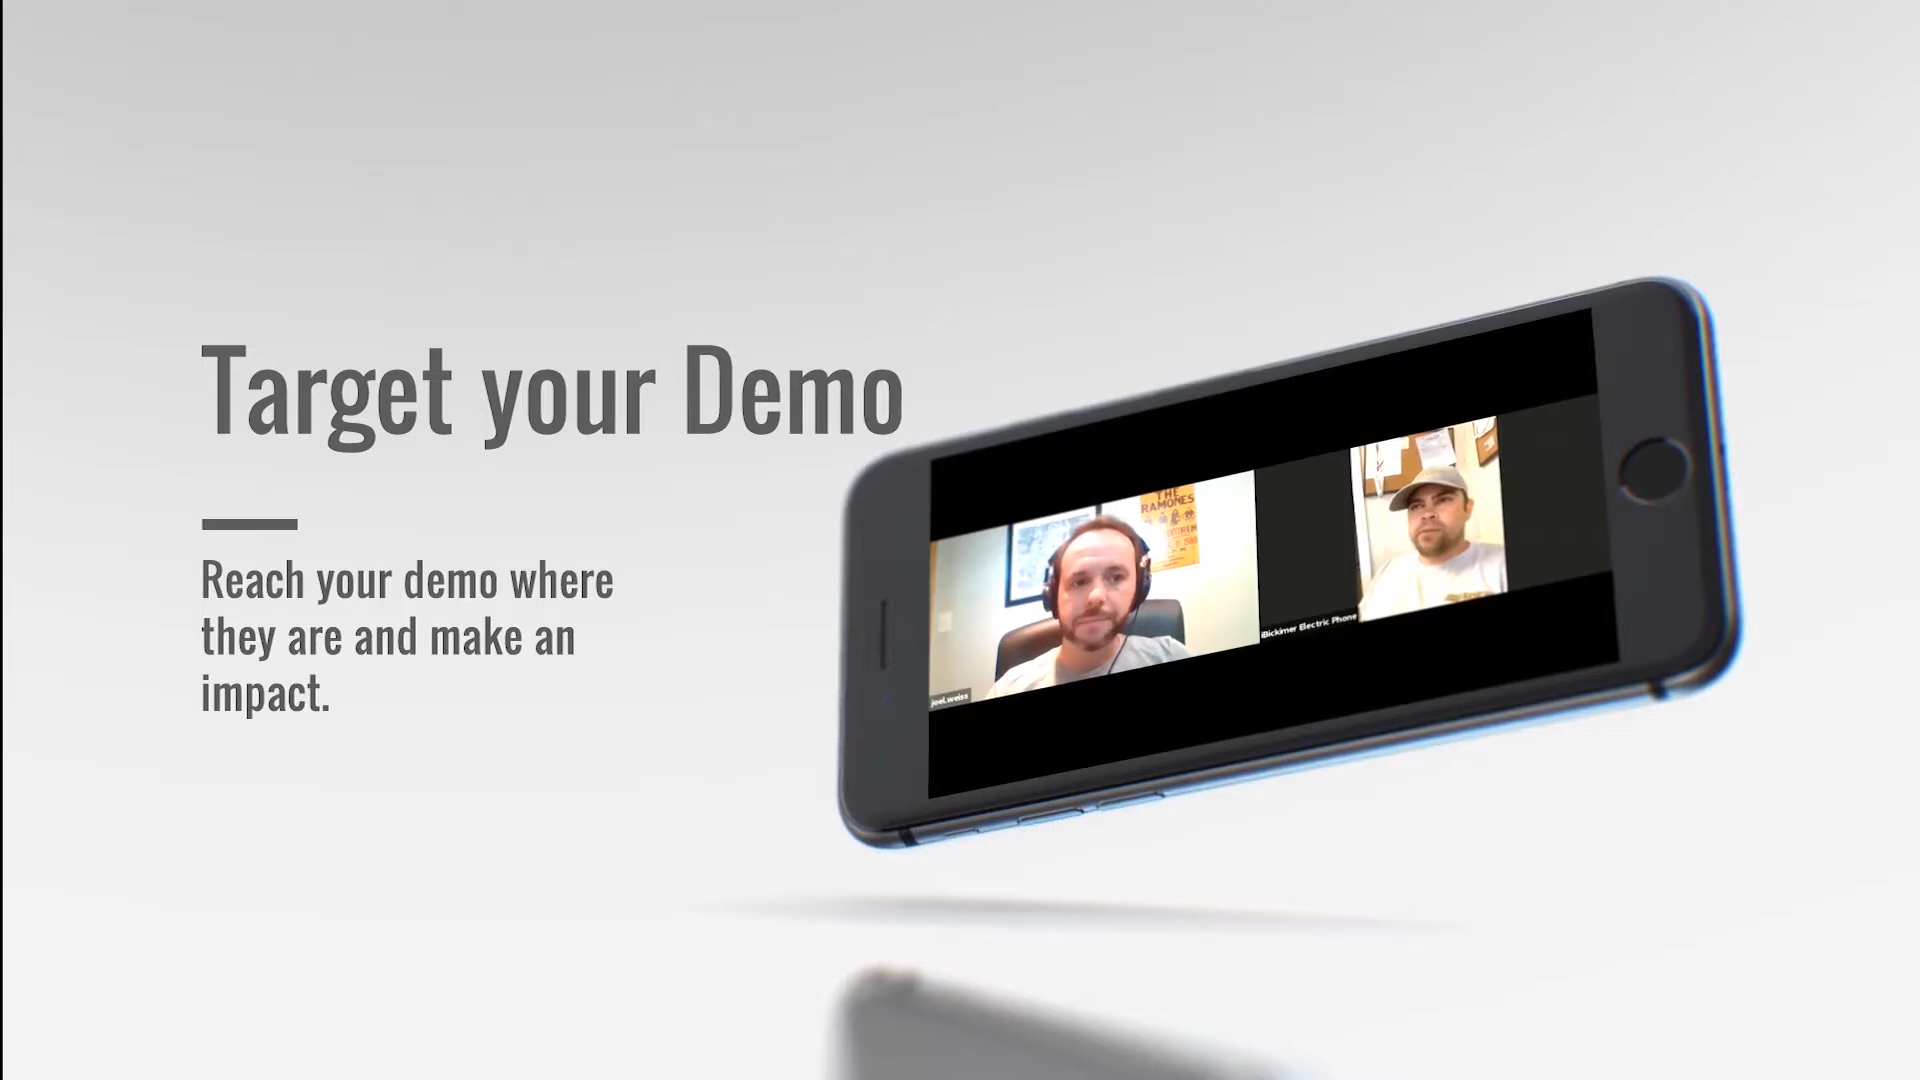 Target your Demo
Reach your demo where
they are and make an
impact.
THE
RAMONES
joel.weiss
iBickimer Electric Phone